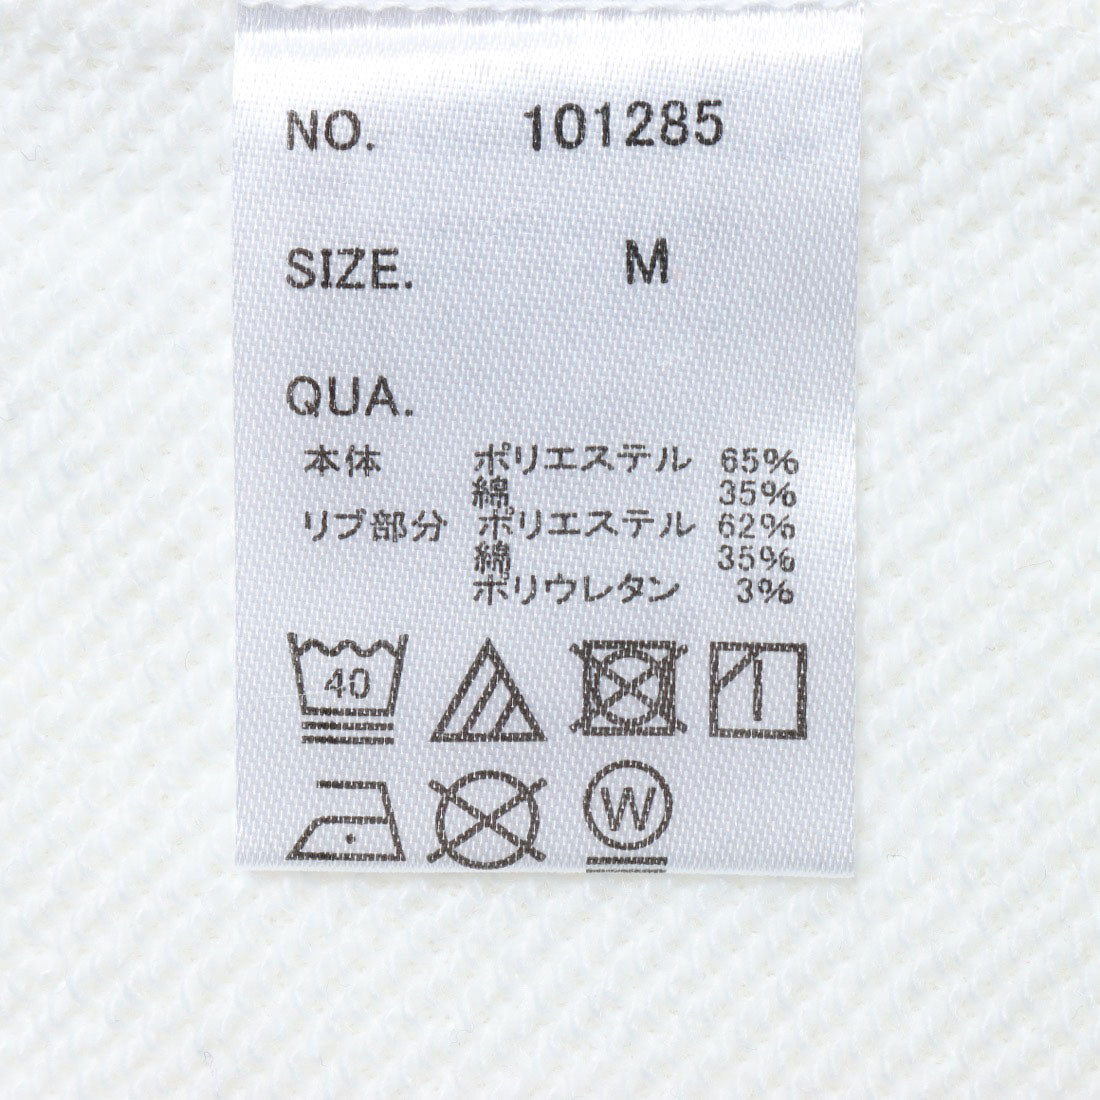 NO. 101285
SIZE. M
QUA.
本体 ポリエステル 65%
綿 35%
リブ部分 ポリエステル 62%
綿 35%
ポリウレタン 3%
40
W